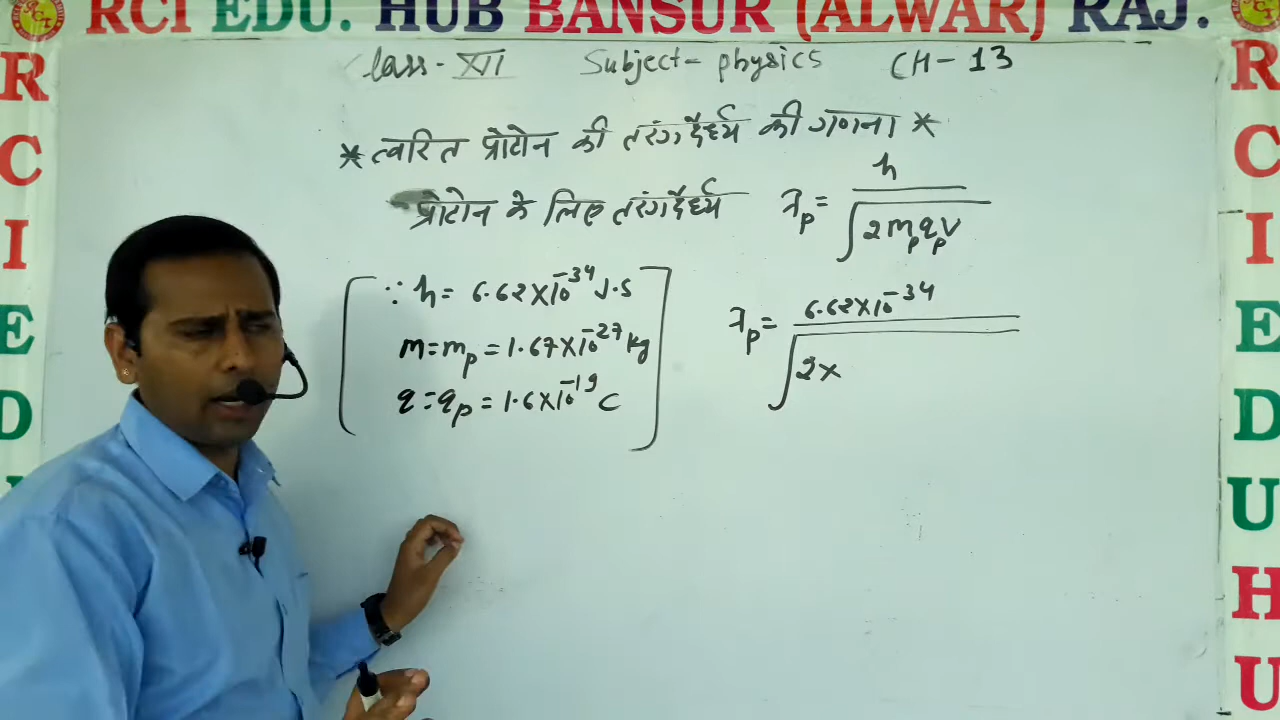 RCI EDU. HUB BANSUR (ALWAR) RAJ.
Class - XII Subject - physics CH - 13
* त्वरित प्रोटोन की तरंगदैर्ध्य की गणना *
प्रोटोन के लिए तरंगदैर्ध्य λp = h / √2mpqpV
∵ h = 6.62×10⁻³⁴ J·S
m = mp = 1.67×10⁻²⁷ kg
q = qp = 1.6×10⁻¹⁹ C
λp = 6.62×10⁻³⁴ / √2×
R
C
I
E
D
R
C
I
E
D
U
H
U